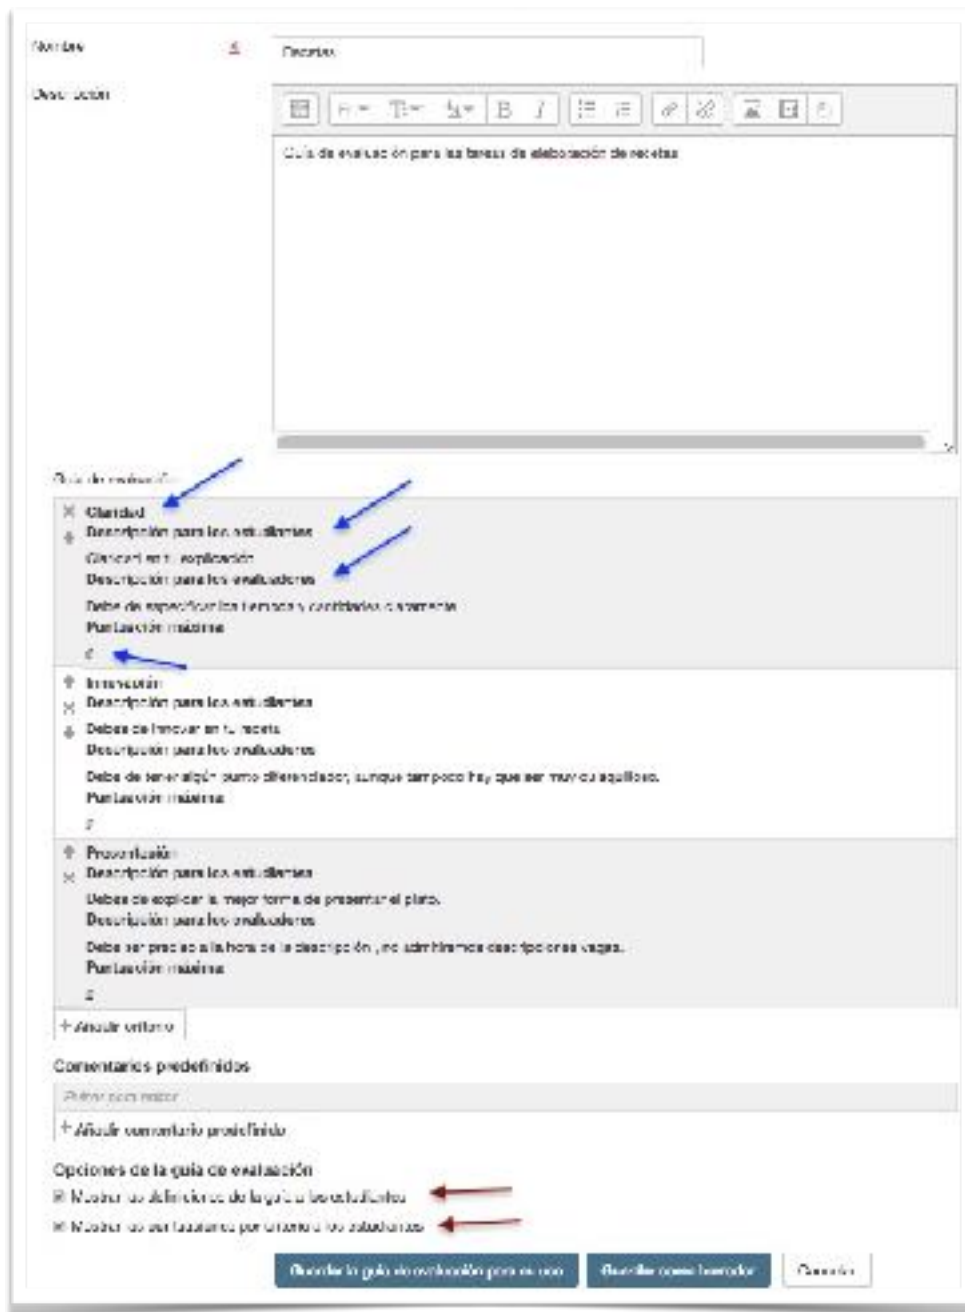 Nombre
Recetas
Descripción
B I
Guía de evaluación para las tareas de elaboración de recetas
Guía de evaluación
Claridad
Descripción para los estudiantes
Claridad en tu explicación
Descripción para los evaluadores
Debe de especificar los tiempos y cantidades claramente
Puntuación máxima
Innovación
Descripción para los estudiantes
Debes de innovar en tu receta
Descripción para los evaluadores
Debe de tener algún punto diferenciador, aunque tampoco hay que ser muy quisquilloso.
Puntuación máxima
Presentación
Descripción para los estudiantes
Debes de explicar la mejor forma de presentar el plato.
Descripción para los evaluadores
Debe ser preciso a la hora de la descripción, no admitiremos descripciones vagas.
Puntuación máxima
+ Añadir criterio
Comentarios predefinidos
Pulsar para editar
+ Añadir comentario predefinido
Opciones de la guía de evaluación
Mostrar las definiciones de la guía a los estudiantes
Mostrar las puntuaciones por criterio a los estudiantes
Guardar la guía de evaluación para su uso
Guardar como borrador
Cancelar